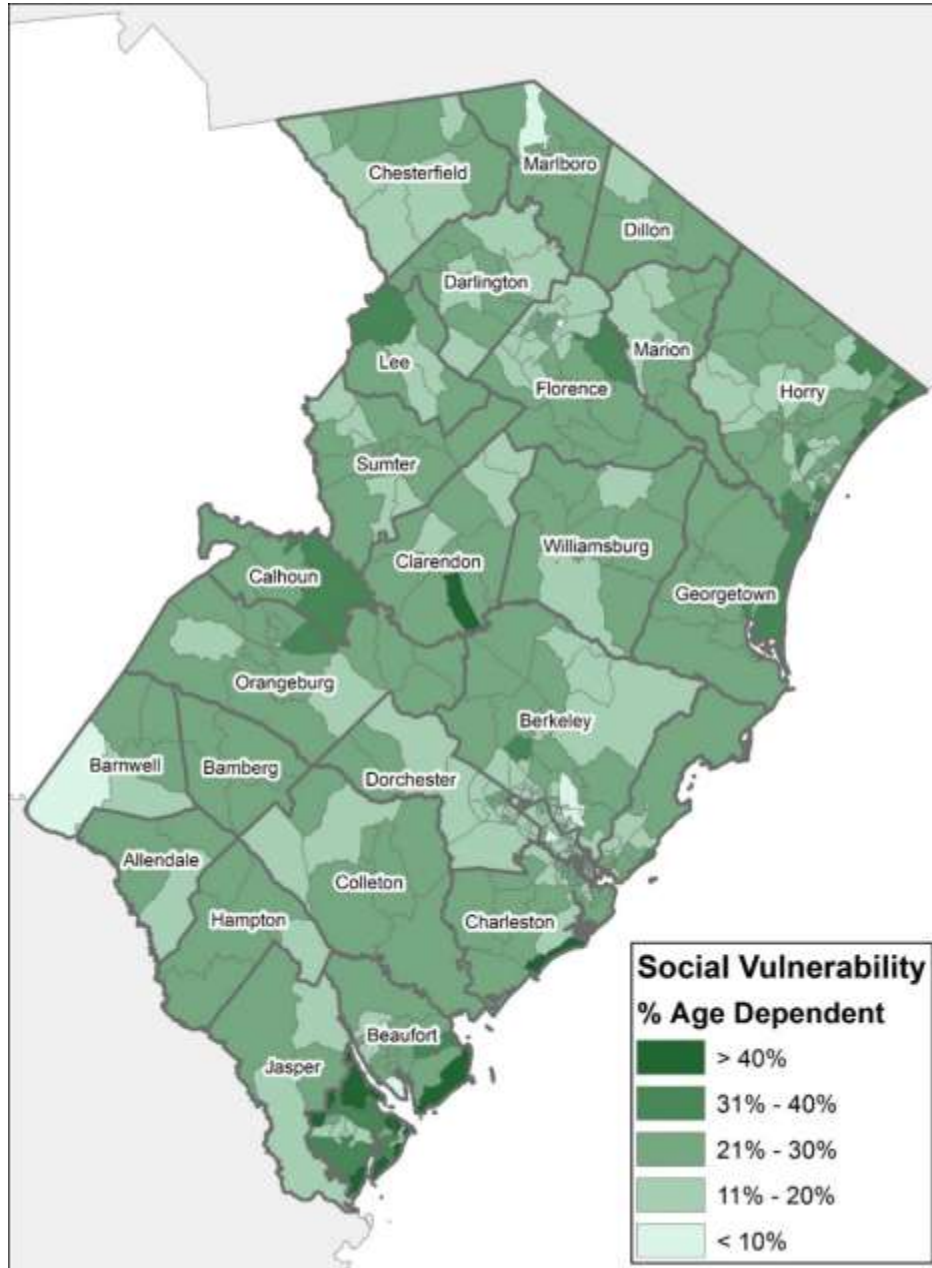 Marlboro
Chesterfield
Dillon
Darlington
Marion
Lee
Horry
Florence
Sumter
Williamsburg
Clarendon
Calhoun
Georgetown
Orangeburg
Berkeley
Barnwell
Bamberg
Dorchester
Allendale
Colleton
Hampton
Charleston
Beaufort
Jasper
Social Vulnerability
% Age Dependent
> 40%
31% - 40%
21% - 30%
11% - 20%
< 10%